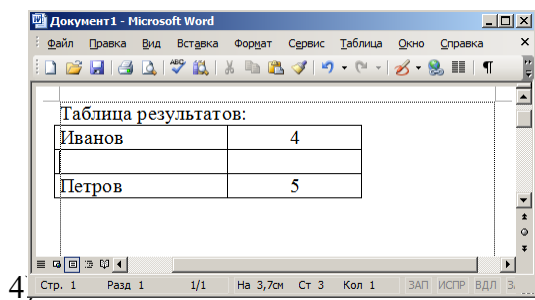 Документ1 - Microsoft Word
Файл Правка Вид Вставка Формат Сервис Таблица Окно Справка
Таблица результатов:
Иванов 4
Петров 5
4
Стр. 1 Разд 1 1/1 На 3,7см Ст 3 Кол 1 ЗАП ИСПР ВДЛ